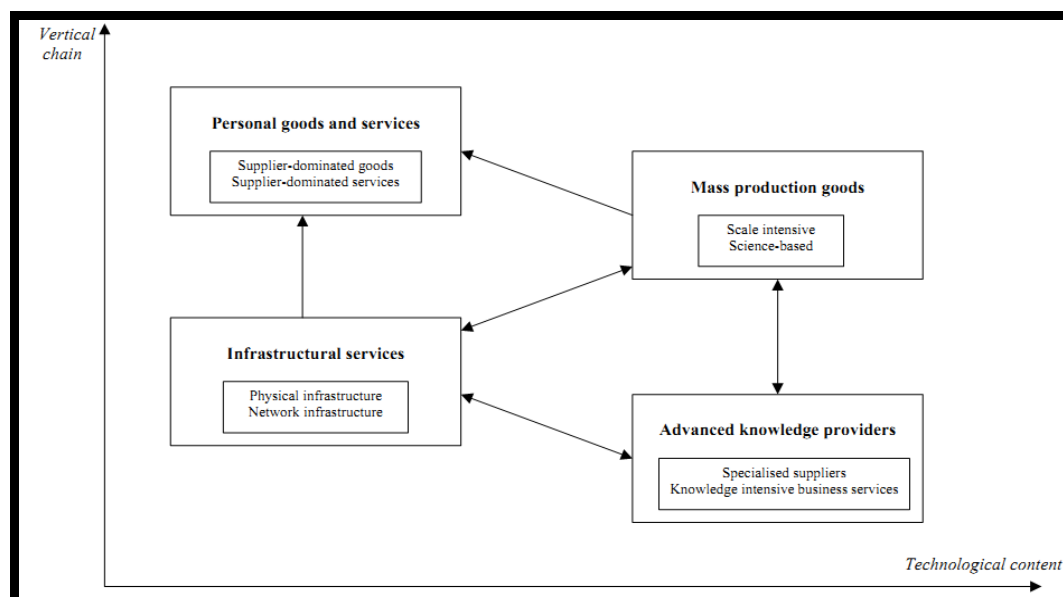 Vertical
chain
Personal goods and services
Supplier-dominated goods
Supplier-dominated services
Mass production goods
Scale intensive
Science-based
Infrastructural services
Physical infrastructure
Network infrastructure
Advanced knowledge providers
Specialised suppliers
Knowledge intensive business services
Technological content